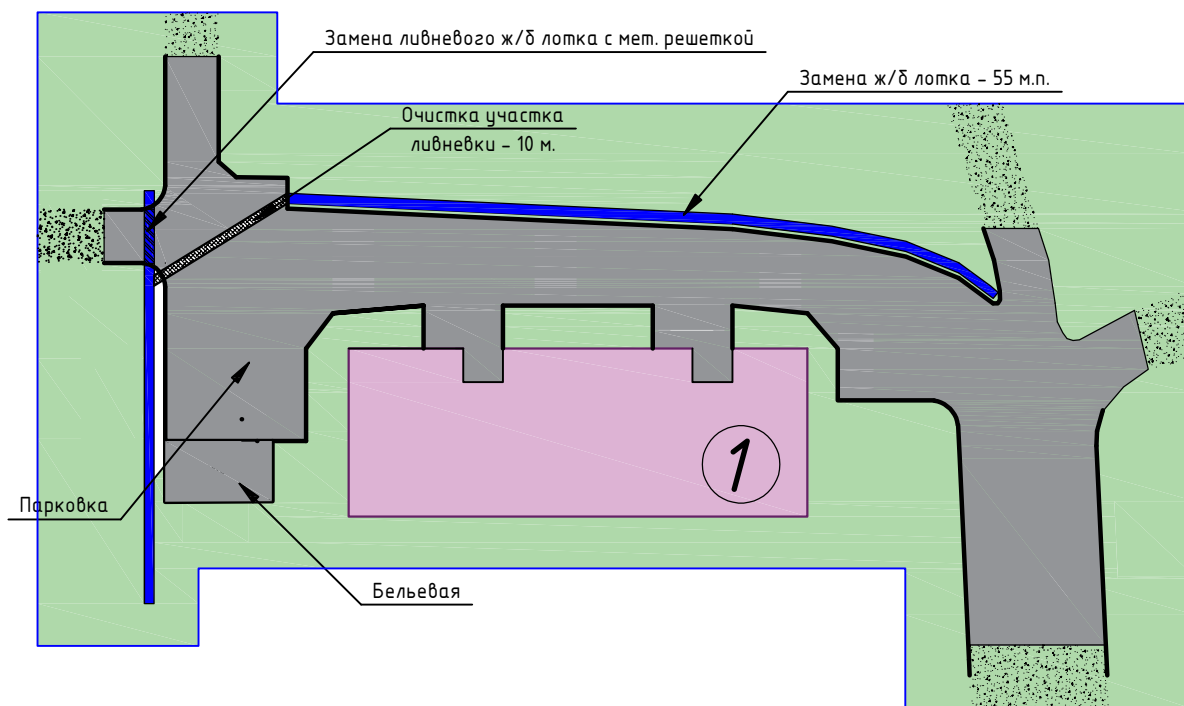 Замена ливневого ж/б лотка с мет. решеткой
Замена ж/б лотка - 55 м.п.
Очистка участка
ливневки - 10 м.
1
Парковка
Бельевая